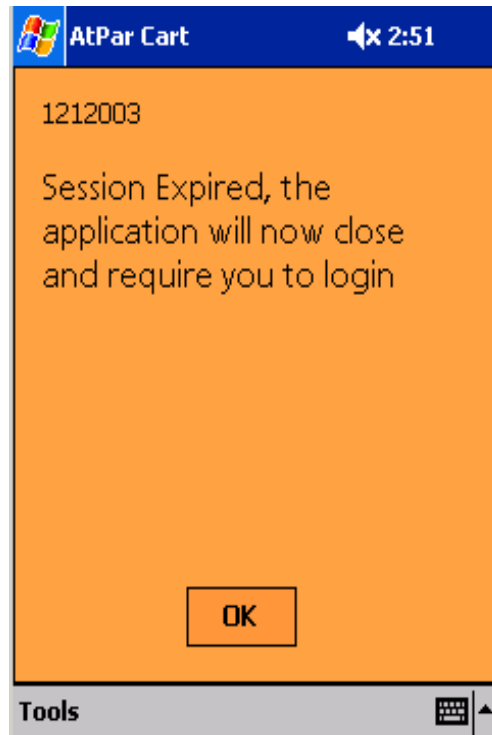 AtPar Cart 2:51
1212003
Session Expired, the
application will now close
and require you to login
OK
Tools